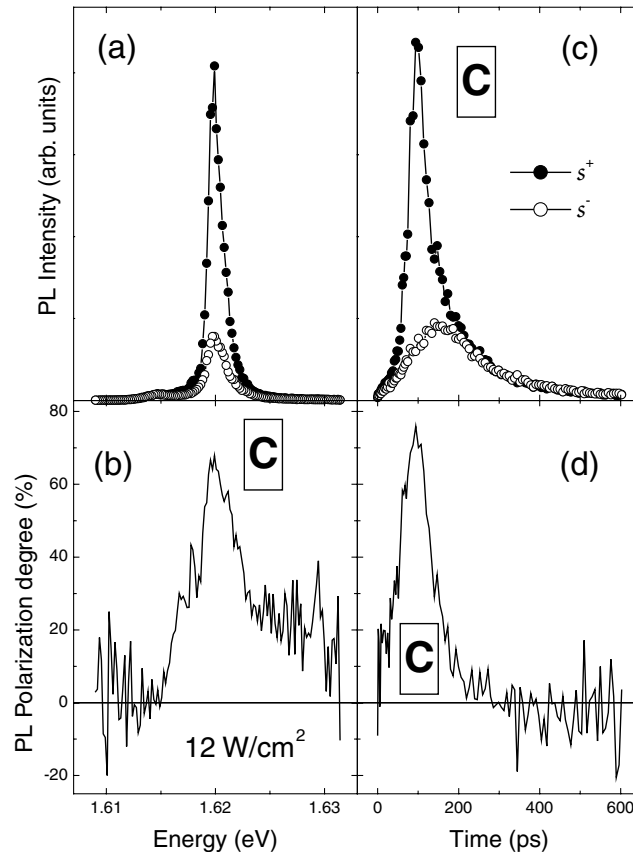 (a)
(c)
C
s+
s-
PL Intensity (arb. units)
80
60
40
20
0
-20
PL Polarization degree (%)
(b)
C
(d)
C
12 W/cm²
1.61
1.62
1.63
0
200
400
600
Energy (eV)
Time (ps)